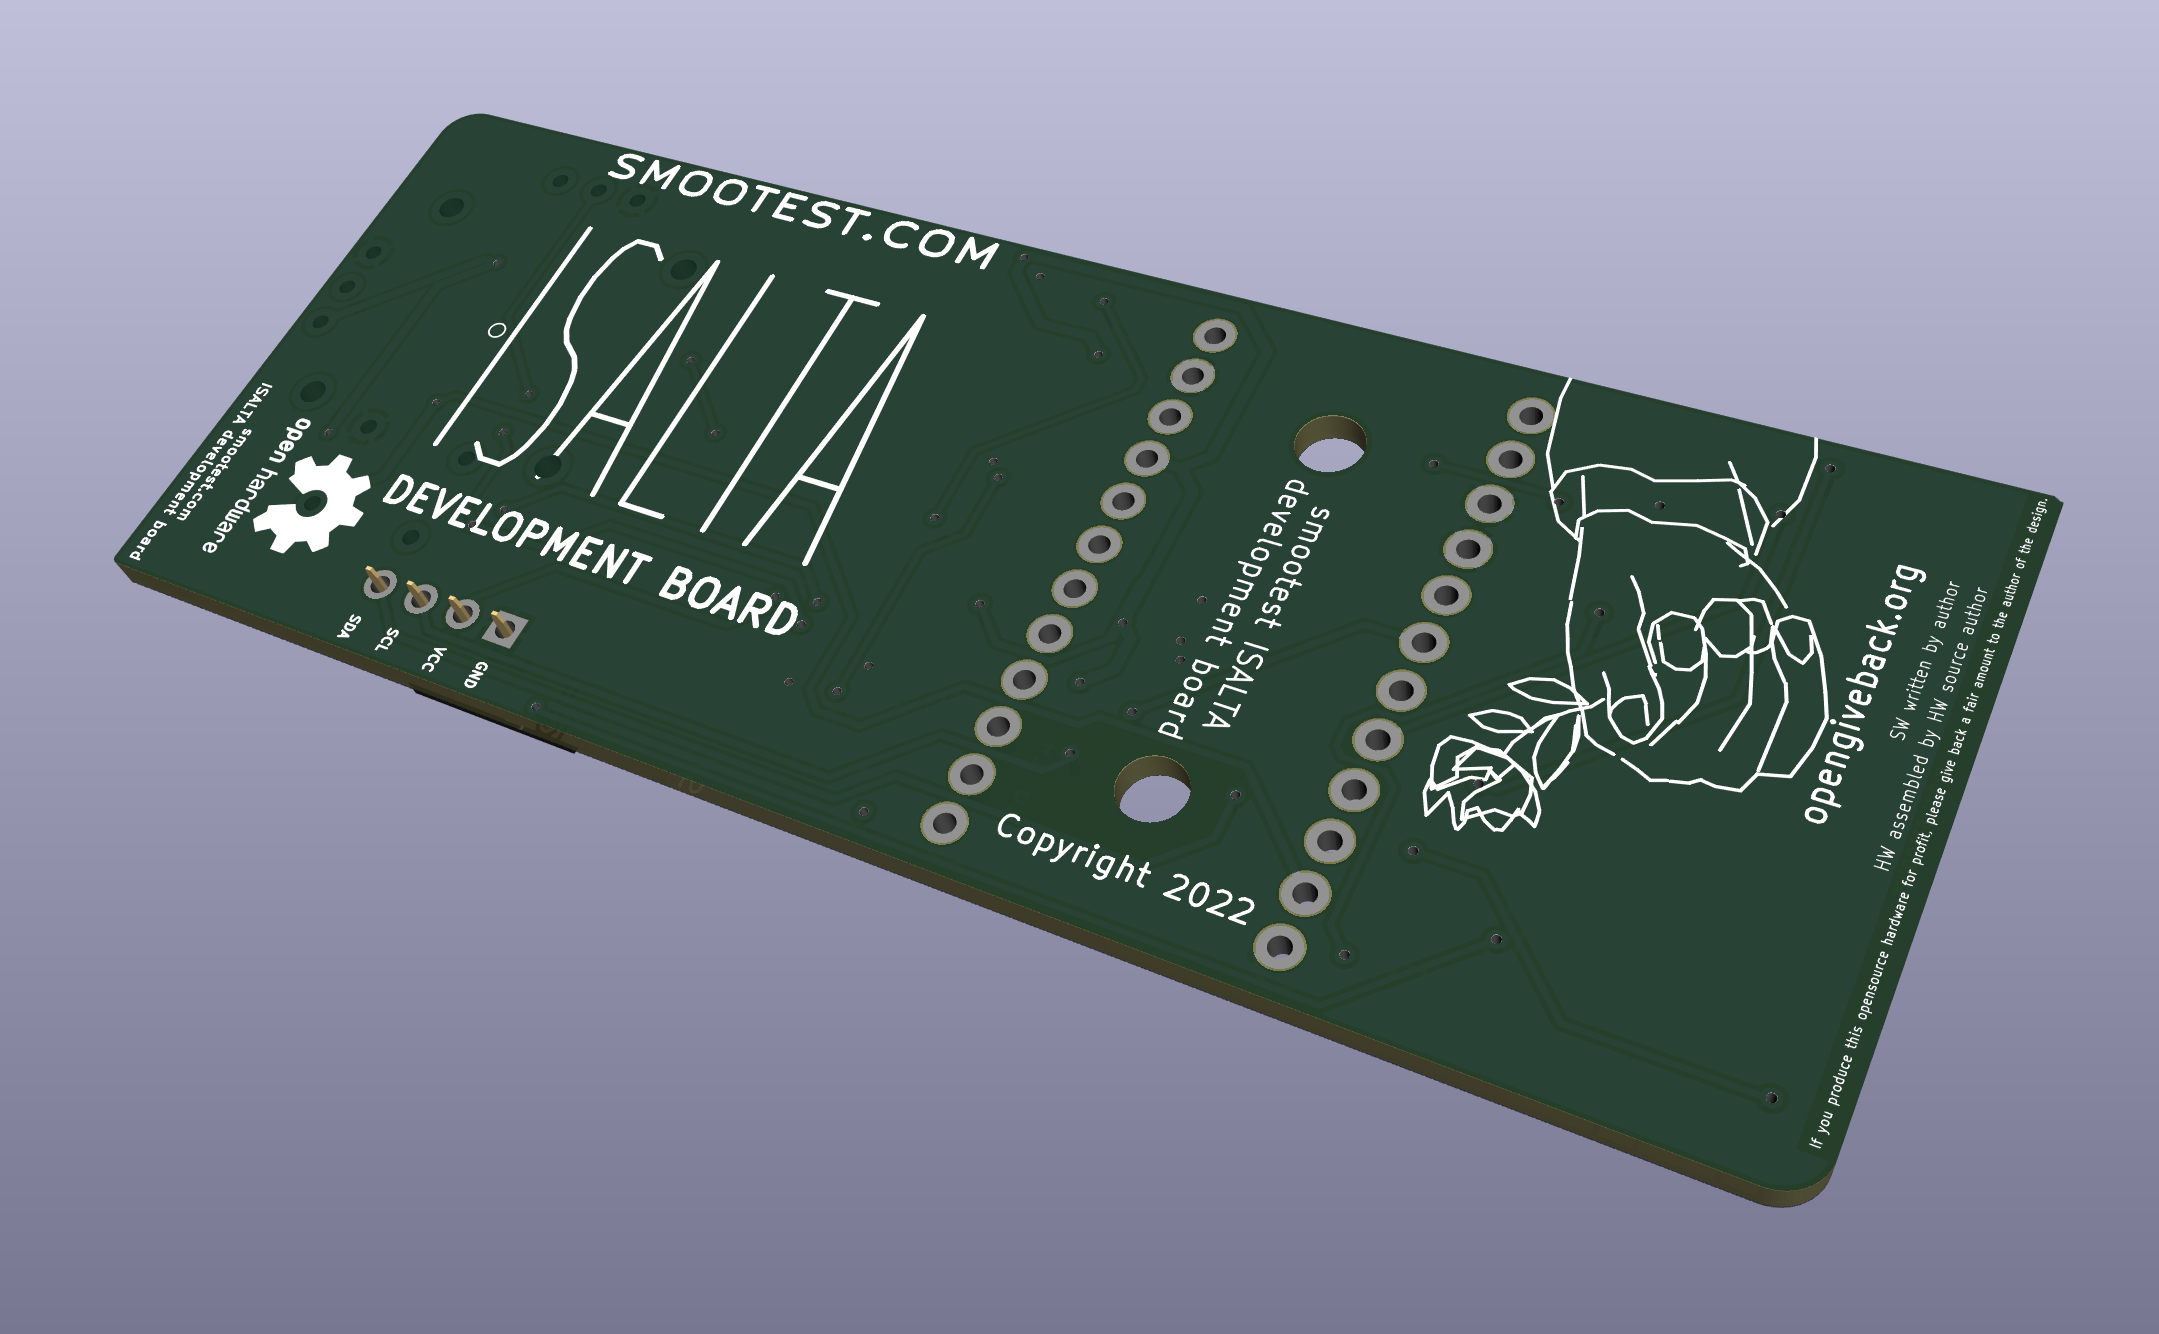 SMOOTEST.COM
ISALTA
DEVELOPMENT BOARD
ISALTA
smootest.com
development board
open hardware
SDA
SCL
VCC
GND
smootest ISALTA
development board
Copyright 2022
opengiveback.org
SW written by author
HW assembled by HW source author
If you produce this opensource hardware for profit, please give back a fair amount to the author of the design.